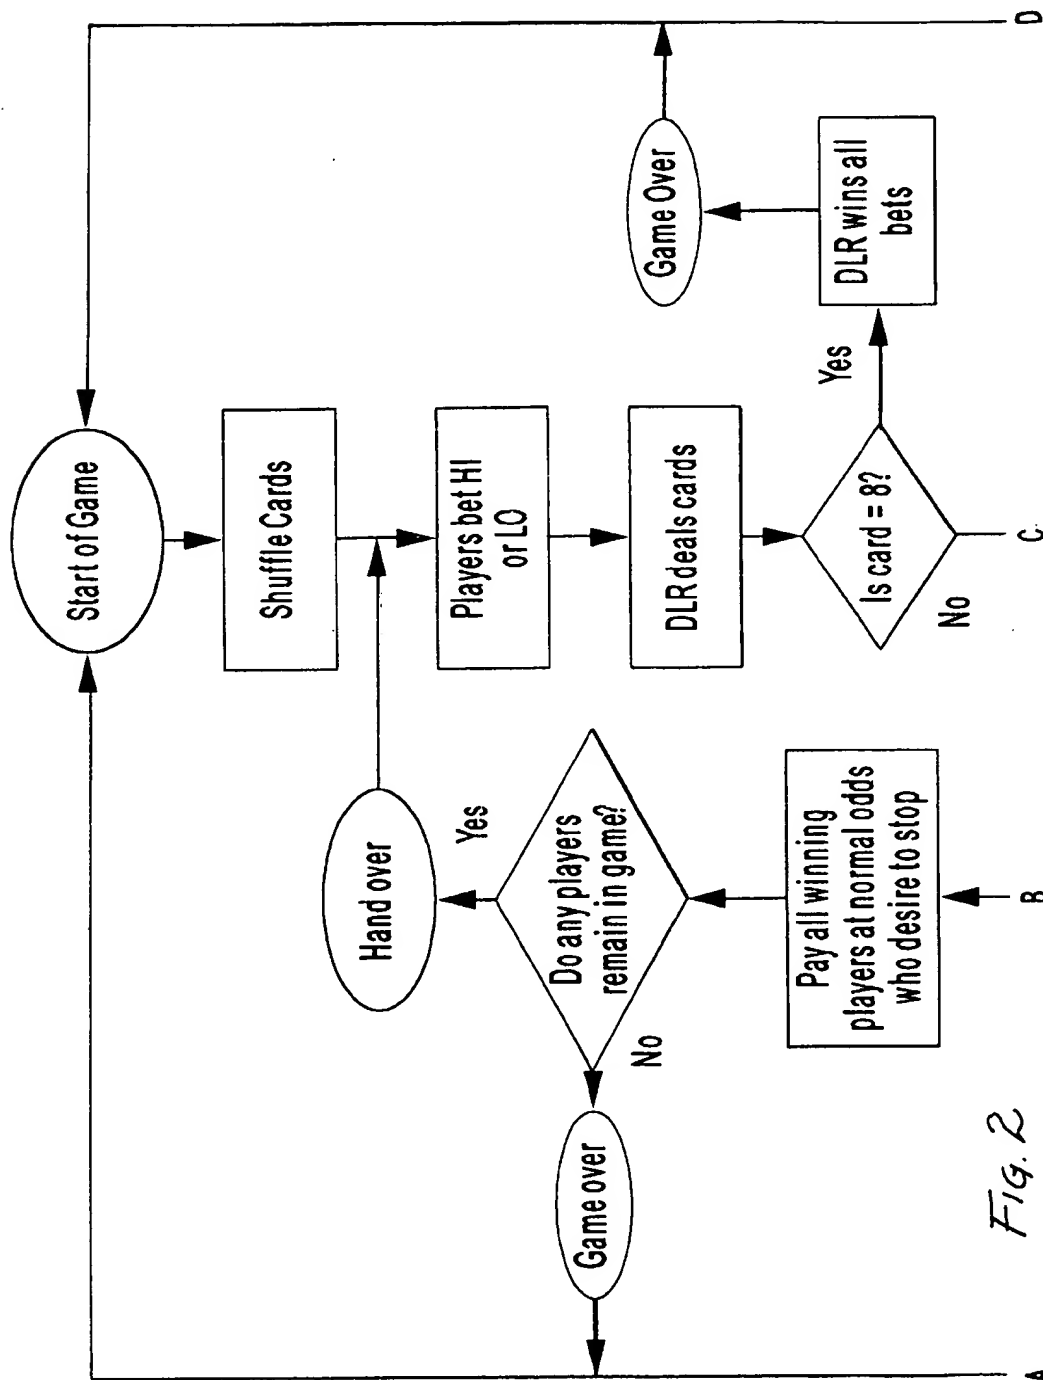 Start of Game
Shuffle Cards
Players bet HI
or LO
DLR deals cards
Is card = 8?
Yes
No
DLR wins all
bets
Game Over
Hand over
Yes
Do any players
remain in game?
No
Game over
Pay all winning
players at normal odds
who desire to stop
A
B
C
D
FIG. 2